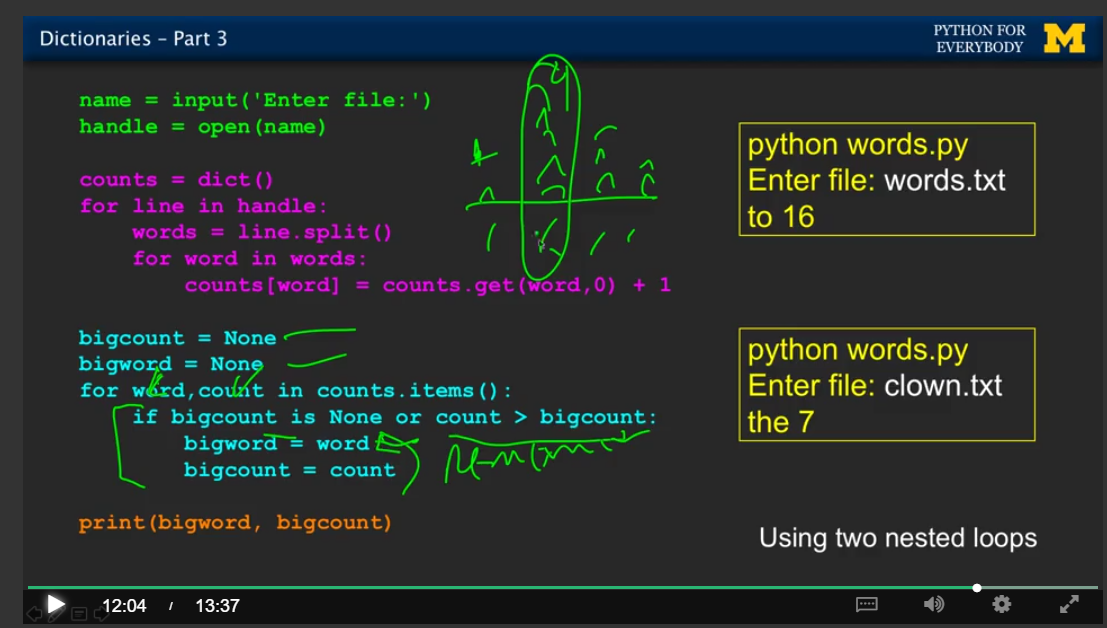 Dictionaries – Part 3
PYTHON FOR
EVERYBODY
name = input('Enter file:')
handle = open(name)
counts = dict()
for line in handle:
    words = line.split()
    for word in words:
        counts[word] = counts.get(word,0) + 1
bigcount = None
bigword = None
for word,count in counts.items():
    if bigcount is None or count > bigcount:
        bigword = word
        bigcount = count
print(bigword, bigcount)
python words.py
Enter file: words.txt
to 16
python words.py
Enter file: clown.txt
the 7
Using two nested loops
12:04 / 13:37